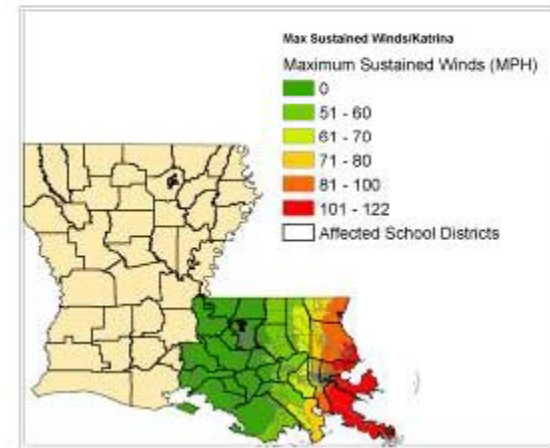 Max Sustained Winds/Katrina
Maximum Sustained Winds (MPH)
0
51 - 60
61 - 70
71 - 80
81 - 100
101 - 122
Affected School Districts